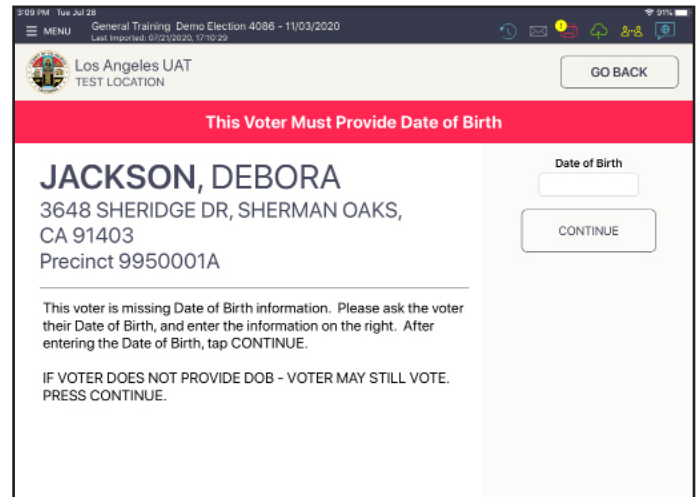 3:09 PM Tue Jul 28
91%
MENU
General Training Demo Election 4086 - 11/03/2020
Last Imported: 07/21/2020, 17:10:29
1
Los Angeles UAT
TEST LOCATION
GO BACK
This Voter Must Provide Date of Birth
JACKSON, DEBORA
3648 SHERIDGE DR, SHERMAN OAKS,
CA 91403
Precinct 9950001A
Date of Birth
CONTINUE
This voter is missing Date of Birth information. Please ask the voter
their Date of Birth, and enter the information on the right. After
entering the Date of Birth, tap CONTINUE.
IF VOTER DOES NOT PROVIDE DOB - VOTER MAY STILL VOTE.
PRESS CONTINUE.